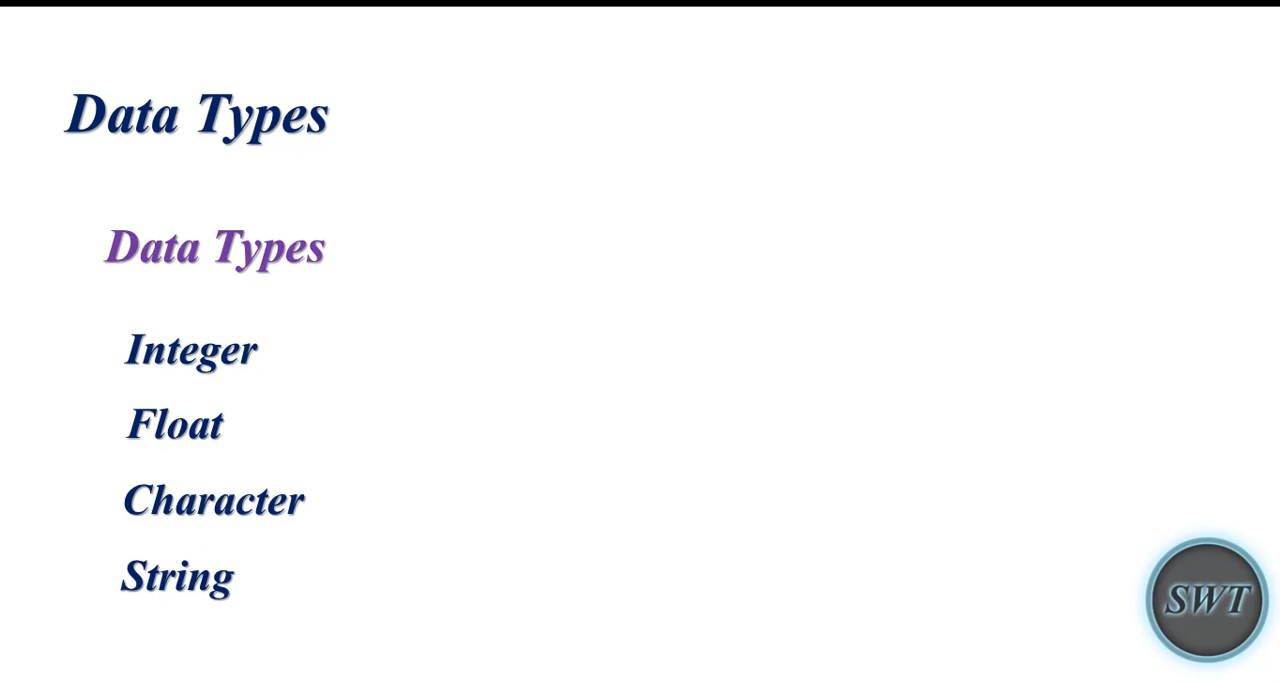 Data Types
Data Types
Integer
Float
Character
String
SWT